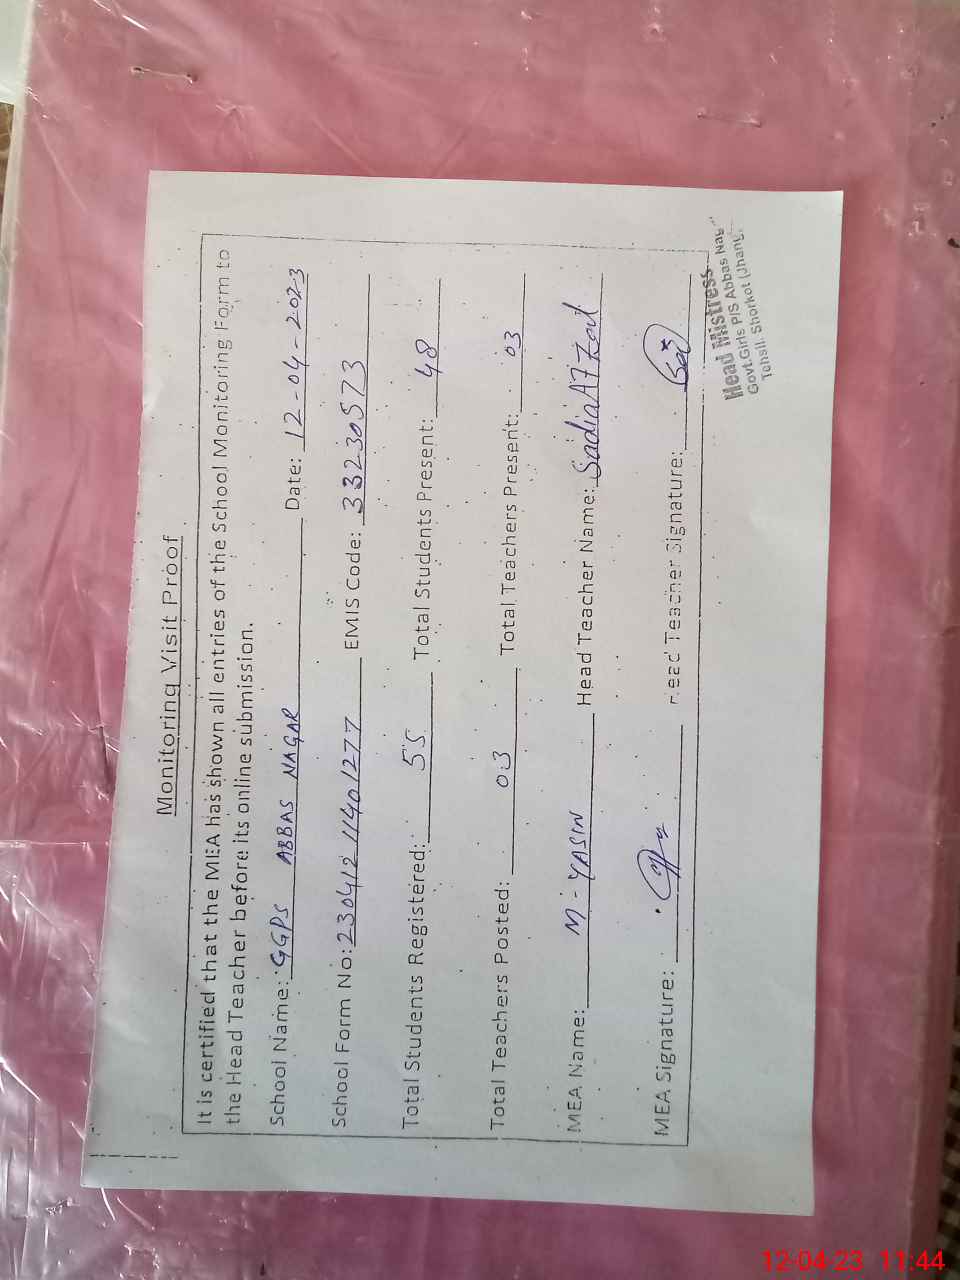 Monitoring Visit Proof
It is certified that the MEA has shown all entries of the School Monitoring Form to
the Head Teacher before its online submission.
School Name: GGPS ABBAS NAGAR Date: 12-04-2023
School Form No: 230412 11401277 EMIS Code: 33230573
Total Students Registered: 55 Total Students Present: 48
Total Teachers Posted: 03 Total Teachers Present: 03
MEA Name: M-YASIN Head Teacher Name: Sadia Afzal
MEA Signature: Head Teacher Signature:
Head Mistress
Govt.Girls P/S Abbas Nag
Tehsil. Shorkot (Jhang)
12-04-23 11:44